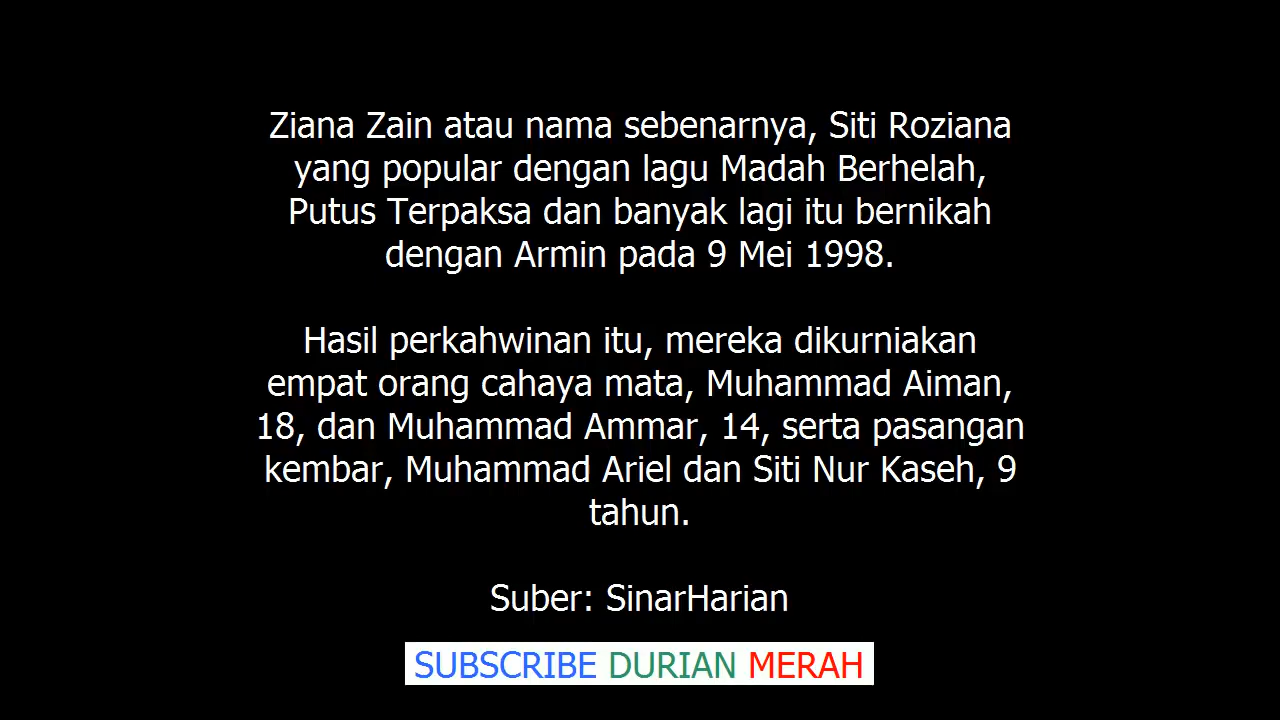 Ziana Zain atau nama sebenarnya, Siti Roziana
yang popular dengan lagu Madah Berhelah,
Putus Terpaksa dan banyak lagi itu bernikah
dengan Armin pada 9 Mei 1998.
Hasil perkahwinan itu, mereka dikurniakan
empat orang cahaya mata, Muhammad Aiman,
18, dan Muhammad Ammar, 14, serta pasangan
kembar, Muhammad Ariel dan Siti Nur Kaseh, 9
tahun.
Suber: SinarHarian
SUBSCRIBE DURIAN MERAH